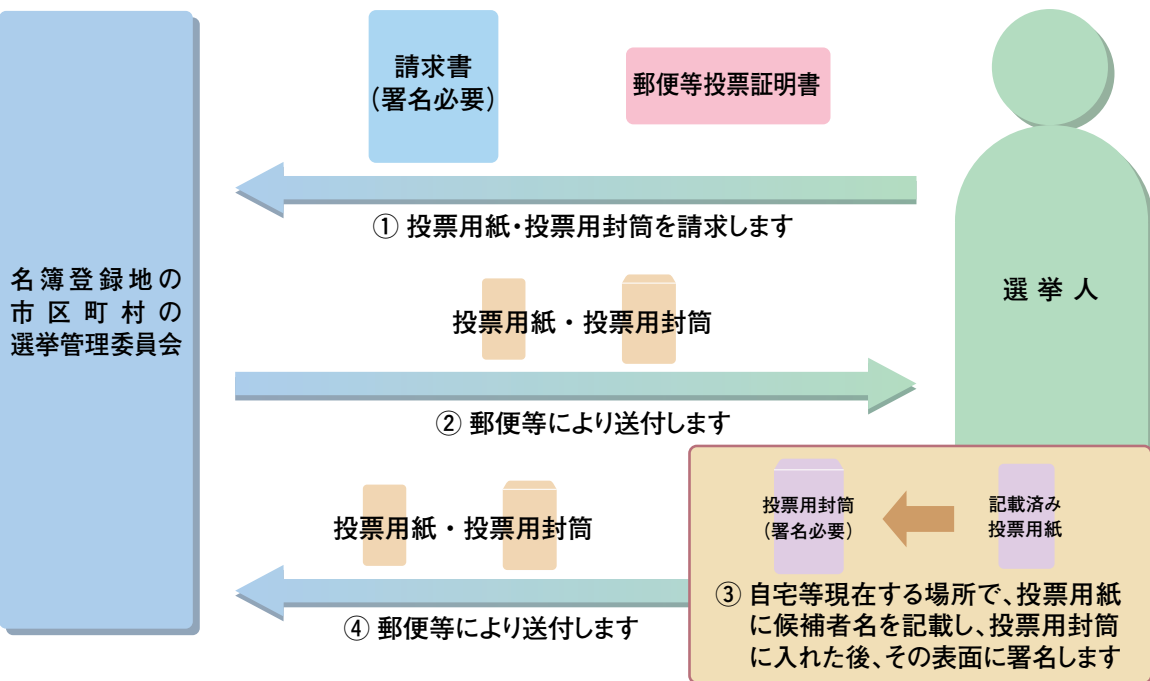 請求書
(署名必要)
郵便等投票証明書
① 投票用紙・投票用封筒を請求します
名簿登録地の
市区町村の
選挙管理委員会
選挙人
投票用紙・投票用封筒
② 郵便等により送付します
投票用紙・投票用封筒
④ 郵便等により送付します
投票用封筒
(署名必要)
記載済み
投票用紙
③ 自宅等現在する場所で、投票用紙
に候補者名を記載し、投票用封筒
に入れた後、その表面に署名します